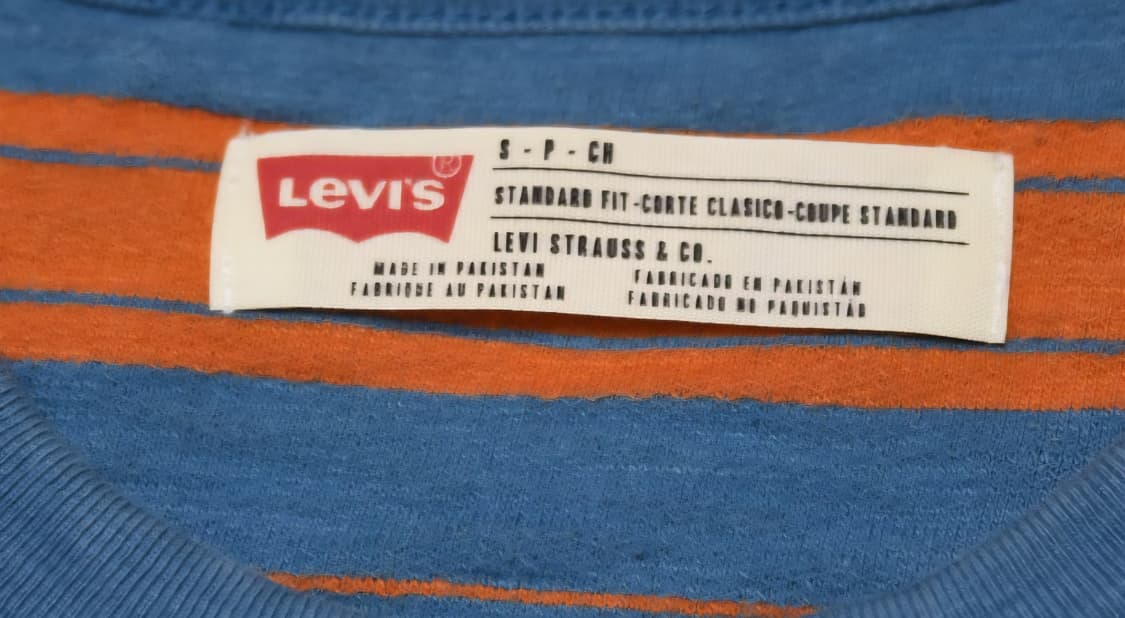 LEVI'S ®
S - P - CH
STANDARD FIT-CORTE CLASICO-COUPE STANDARD
LEVI STRAUSS & CO.
MADE IN PAKISTAN
FABRIQUE AU PAKISTAN
FABRICADO EN PAKISTÁN
FABRICADO NO PAQUISTÃO